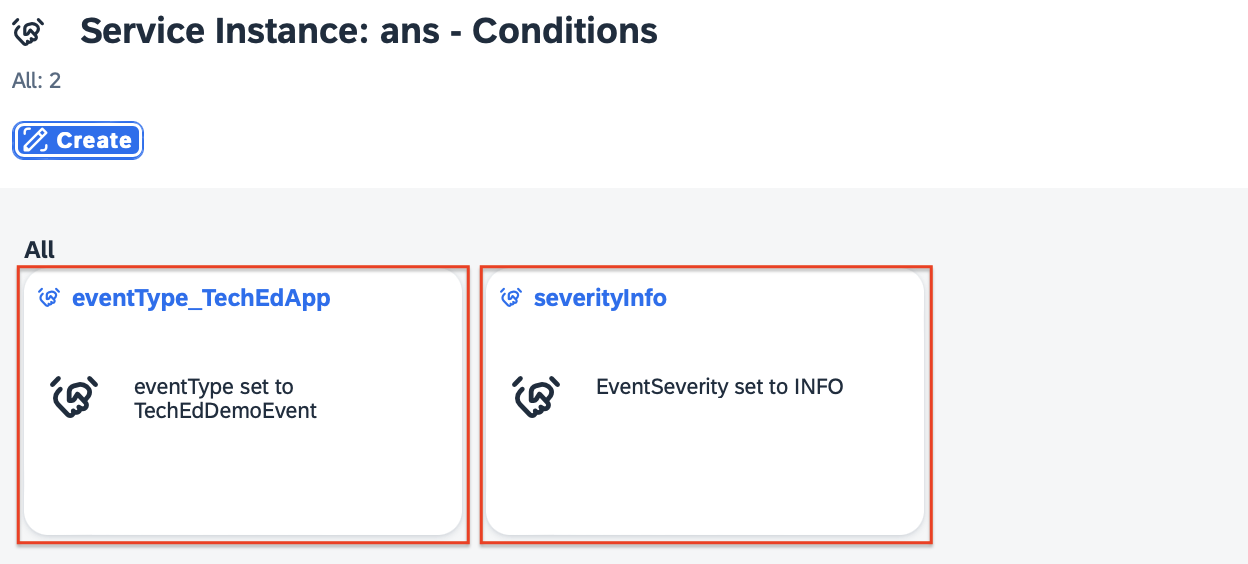 Service Instance: ans - Conditions
All: 2
Create
All
eventType_TechEdApp
eventType set to
TechEdDemoEvent
severityInfo
EventSeverity set to INFO